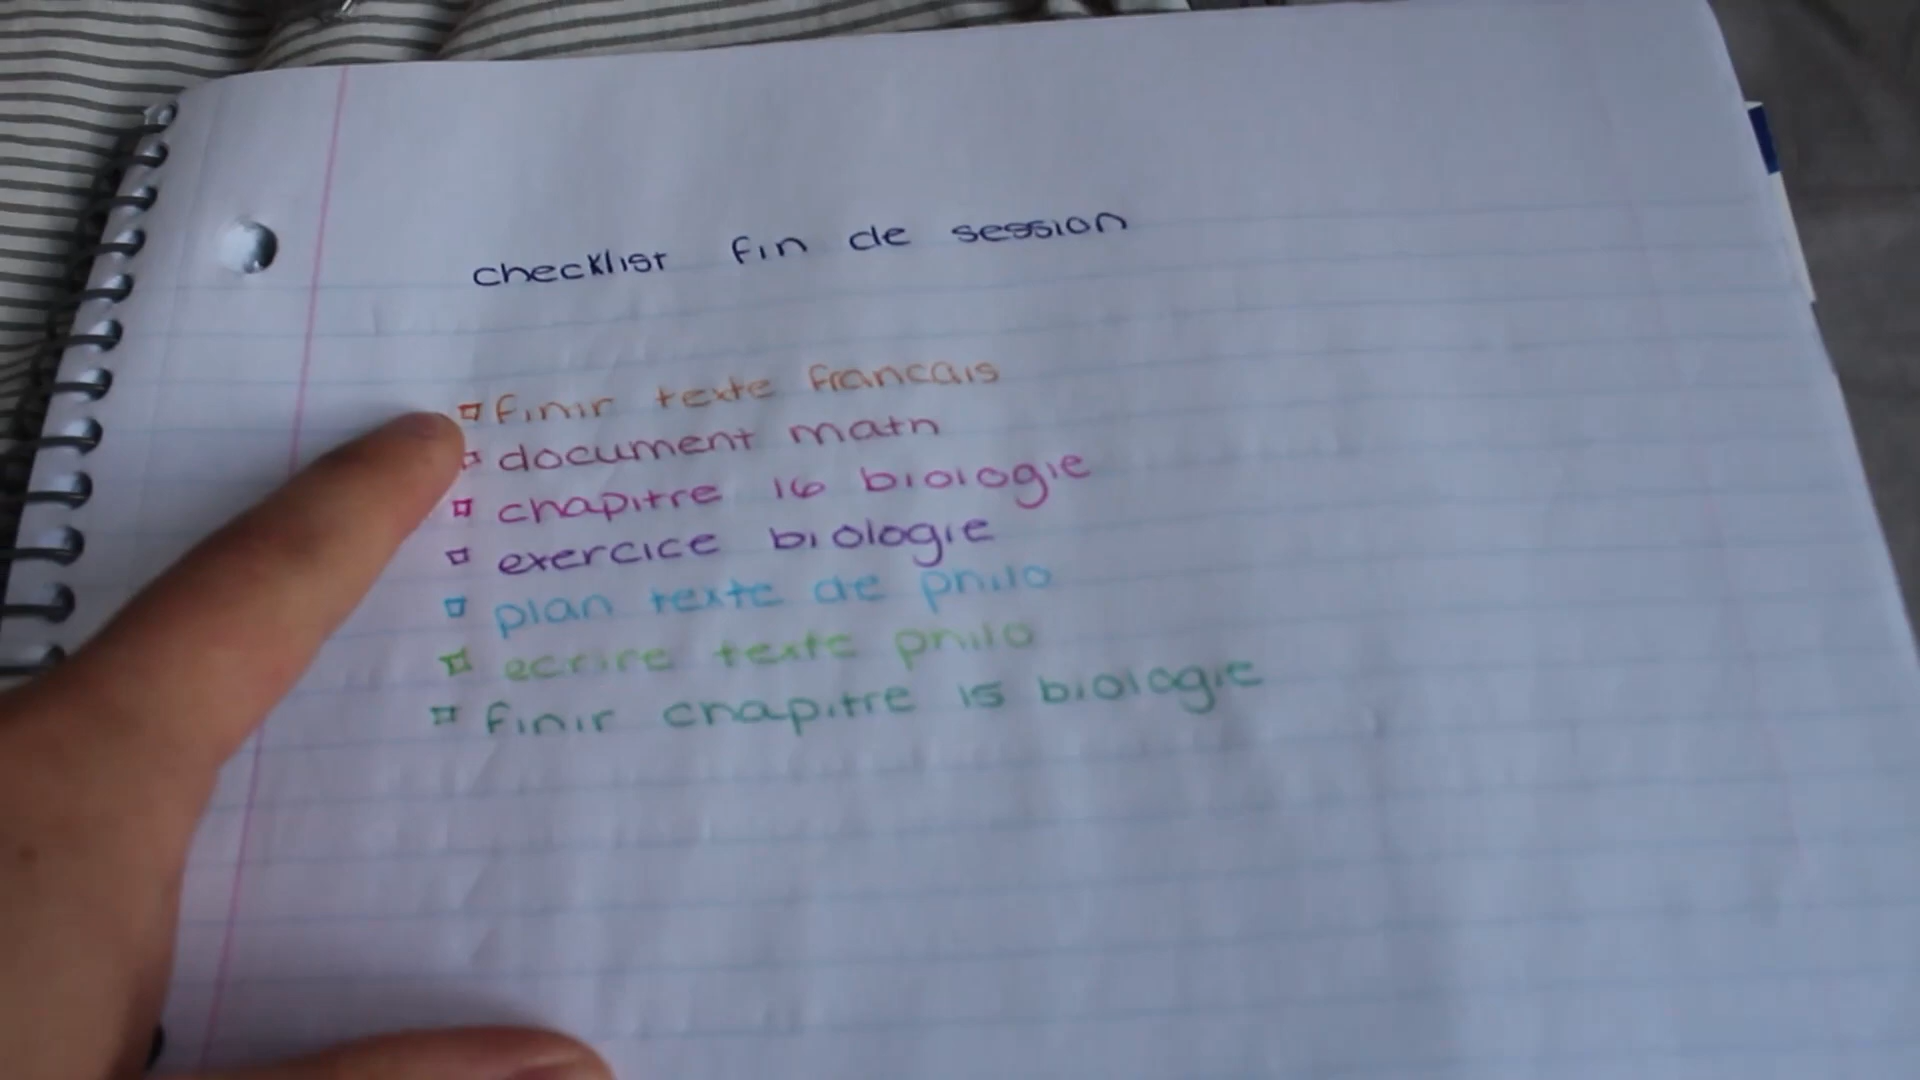 checklist fin de session
finir texte francais
document math
chapitre 16 biologie
exercice biologie
plan texte de philo
ecrire texte philo
finir chapitre 15 biologie